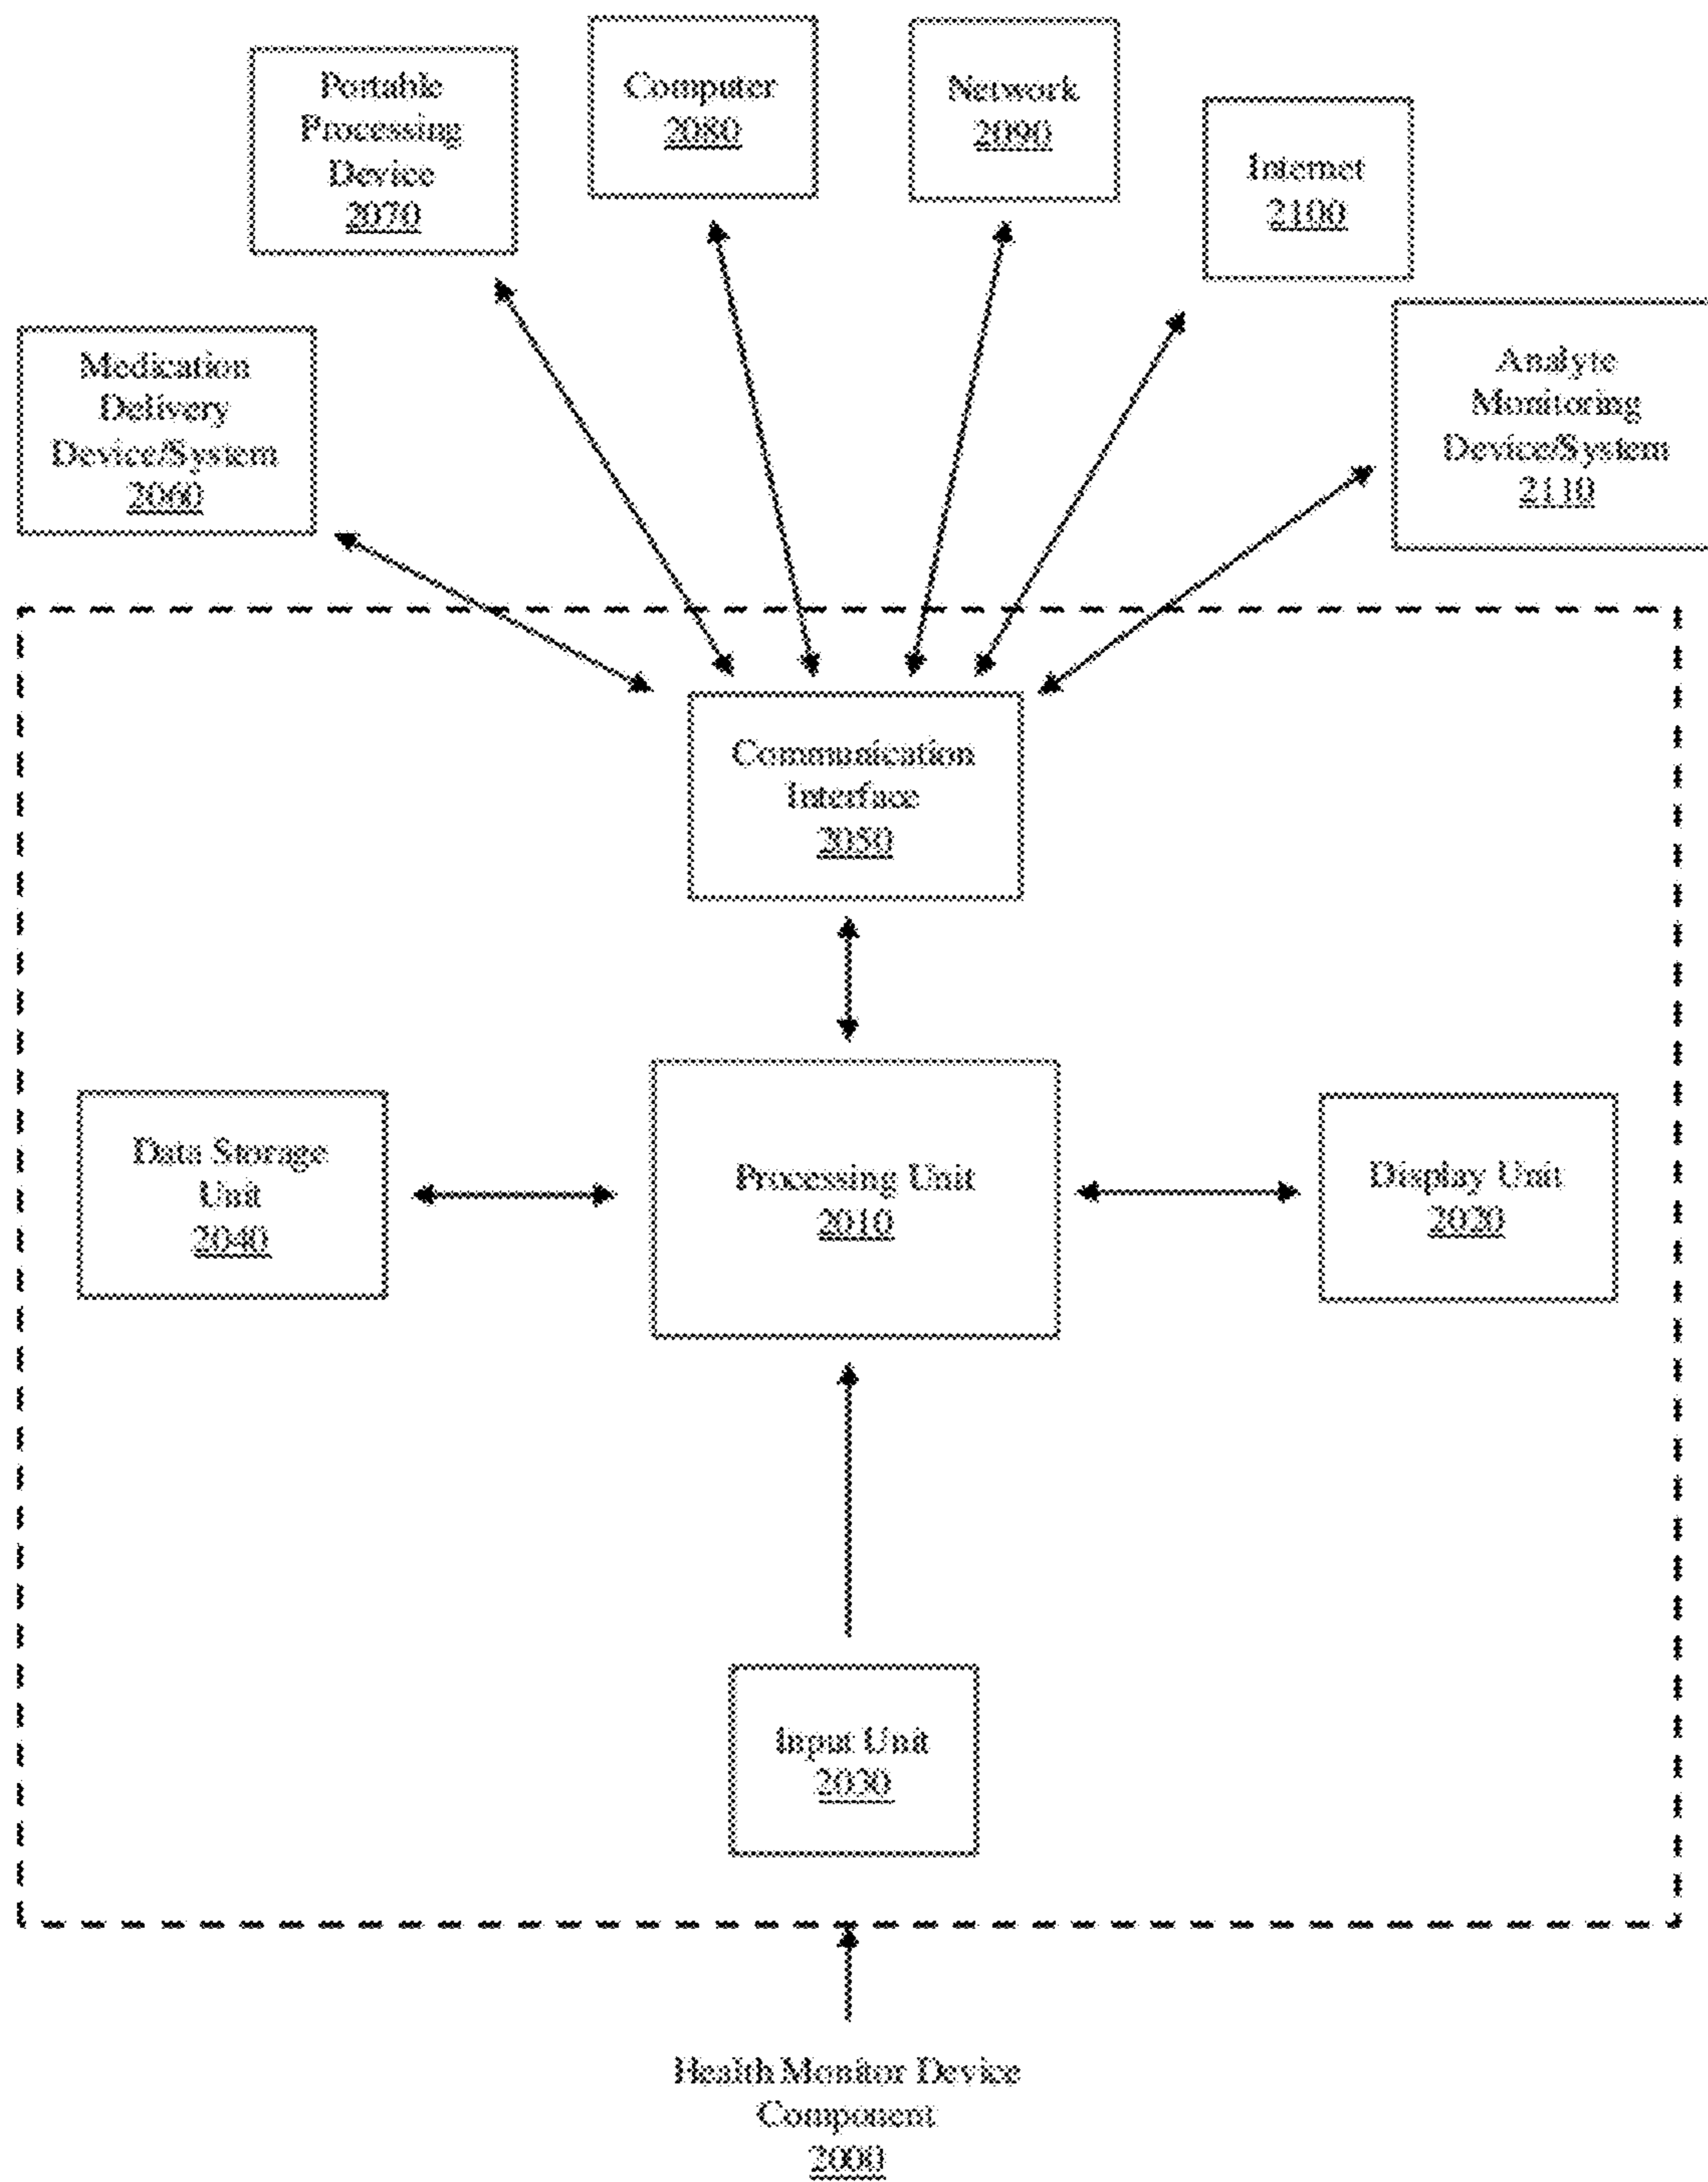 Portable
Processing
Device
2070
Computer
2080
Network
2090
Internet
2100
Medication
Delivery
Device/System
2060
Analyte
Monitoring
Device/System
2110
Communication
Interface
2050
Data Storage
Unit
2040
Processing Unit
2010
Display Unit
2020
Input Unit
2030
Health Monitor Device
Component
2000